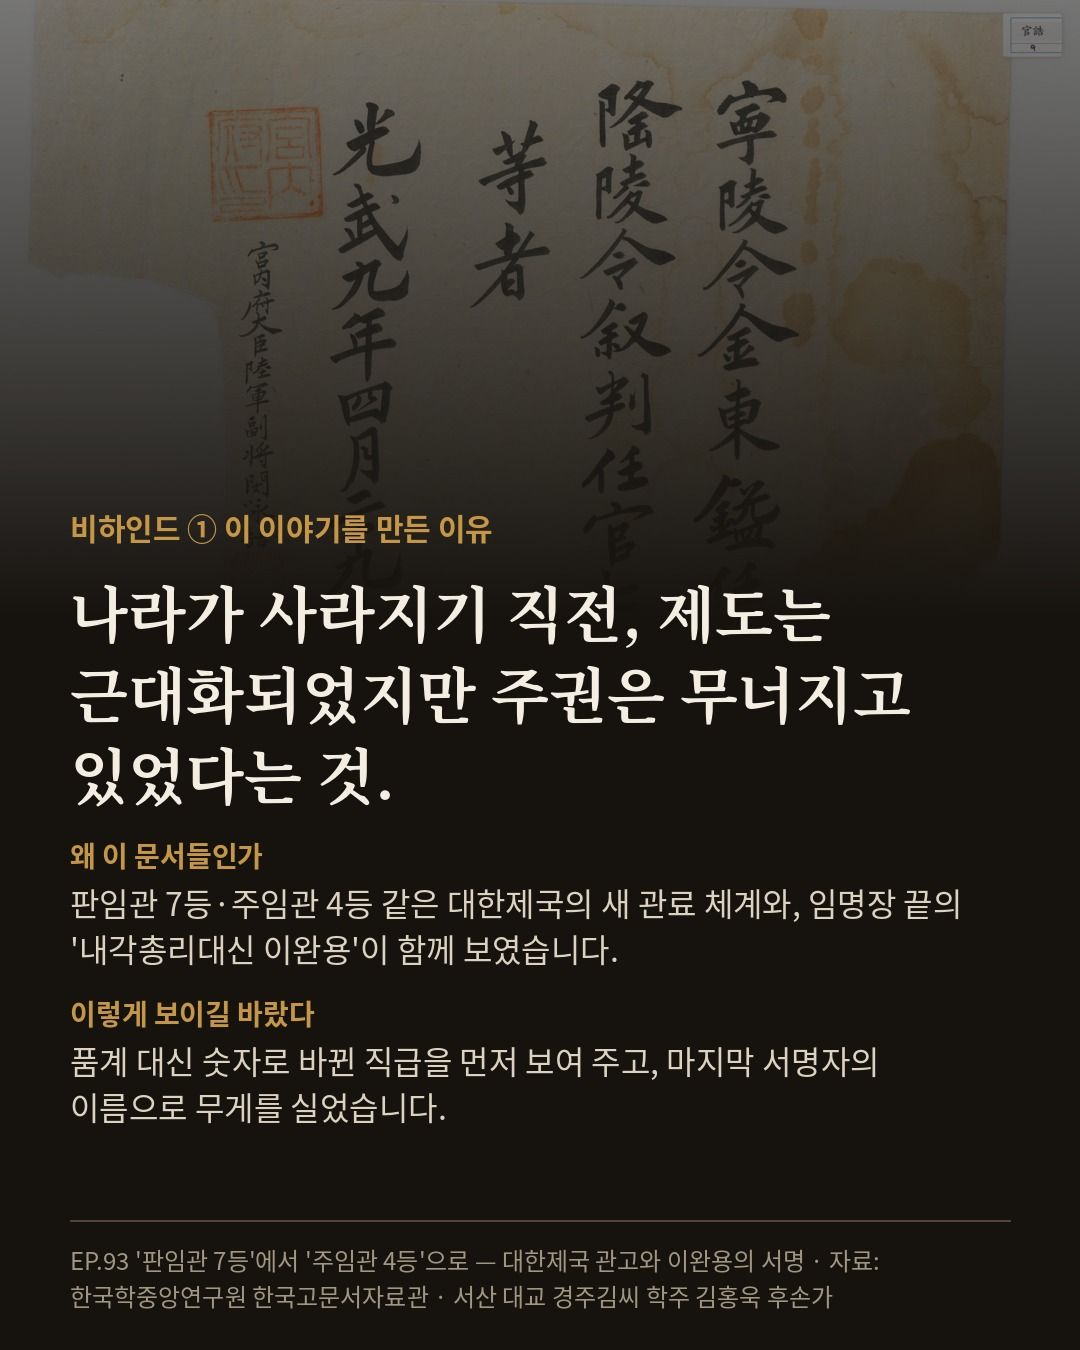 官誥
9
寧陵令金東鎰任
隆陵令叙判任官七
等者
光武九年四月二九
宮內府大臣陸軍副將閔泳
비하인드 ① 이 이야기를 만든 이유
나라가 사라지기 직전, 제도는
근대화되었지만 주권은 무너지고
있었다는 것.
왜 이 문서들인가
판임관 7등·주임관 4등 같은 대한제국의 새 관료 체계와, 임명장 끝의
'내각총리대신 이완용'이 함께 보였습니다.
이렇게 보이길 바랐다
품계 대신 숫자로 바뀐 직급을 먼저 보여 주고, 마지막 서명자의
이름으로 무게를 실었습니다.
EP.93 '판임관 7등'에서 '주임관 4등'으로 — 대한제국 관고와 이완용의 서명 · 자료:
한국학중앙연구원 한국고문서자료관 · 서산 대교 경주김씨 학주 김홍욱 후손가